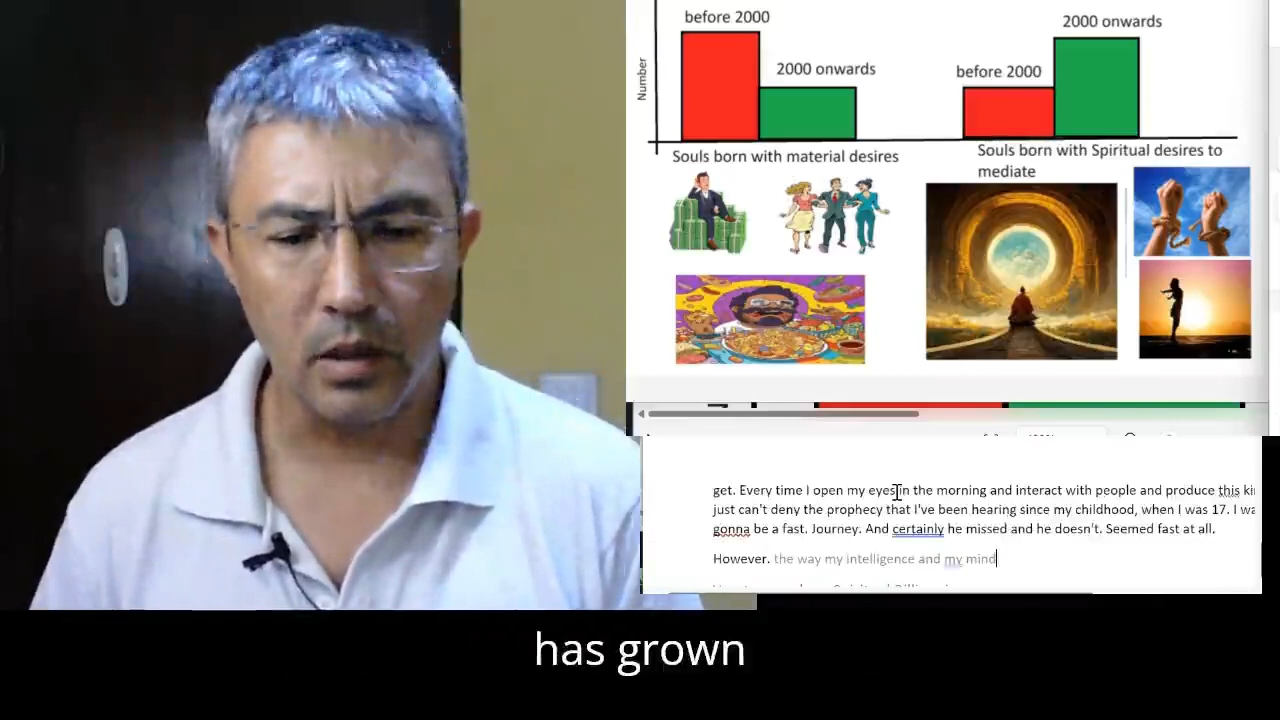 before 2000
2000 onwards
2000 onwards
before 2000
Number
Souls born with material desires
Souls born with Spiritual desires to
mediate
get. Every time I open my eyes in the morning and interact with people and produce this
just can't deny the prophecy that I've been hearing since my childhood, when I was 17. I
gonna be a fast. Journey. And certainly he missed and he doesn't. Seemed fast at all.
However. the way my intelligence and my mind
has grown